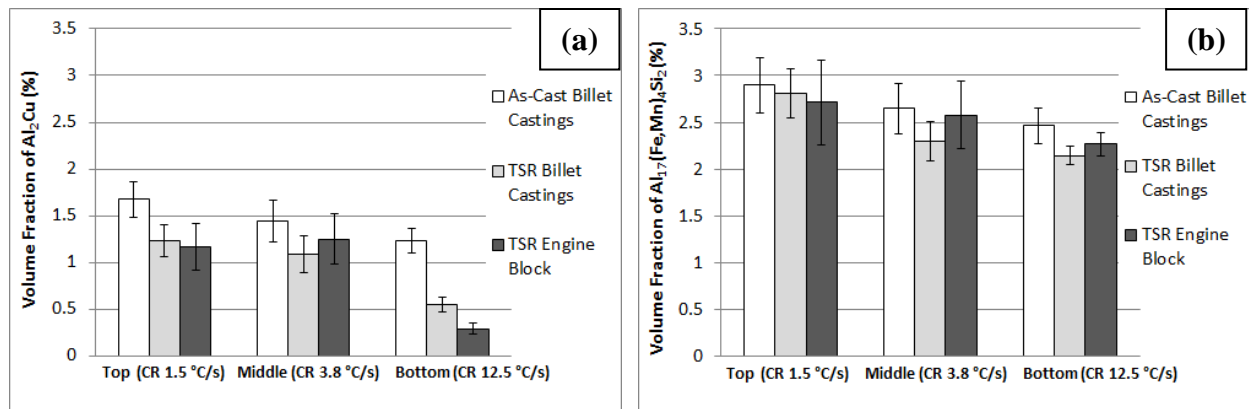 (a)
Volume Fraction of Al₂Cu (%)
3.5
3
2.5
2
1.5
1
0.5
0
Top (CR 1.5 °C/s) Middle (CR 3.8 °C/s) Bottom (CR 12.5 °C/s)
As-Cast Billet
Castings
TSR Billet
Castings
TSR Engine
Block
(b)
Volume Fraction of Al₁₇(Fe,Mn)₄Si₂(%)
3.5
3
2.5
2
1.5
1
0.5
0
Top (CR 1.5 °C/s) Middle (CR 3.8 °C/s) Bottom (CR 12.5 °C/s)
As-Cast Billet
Castings
TSR Billet
Castings
TSR Engine
Block